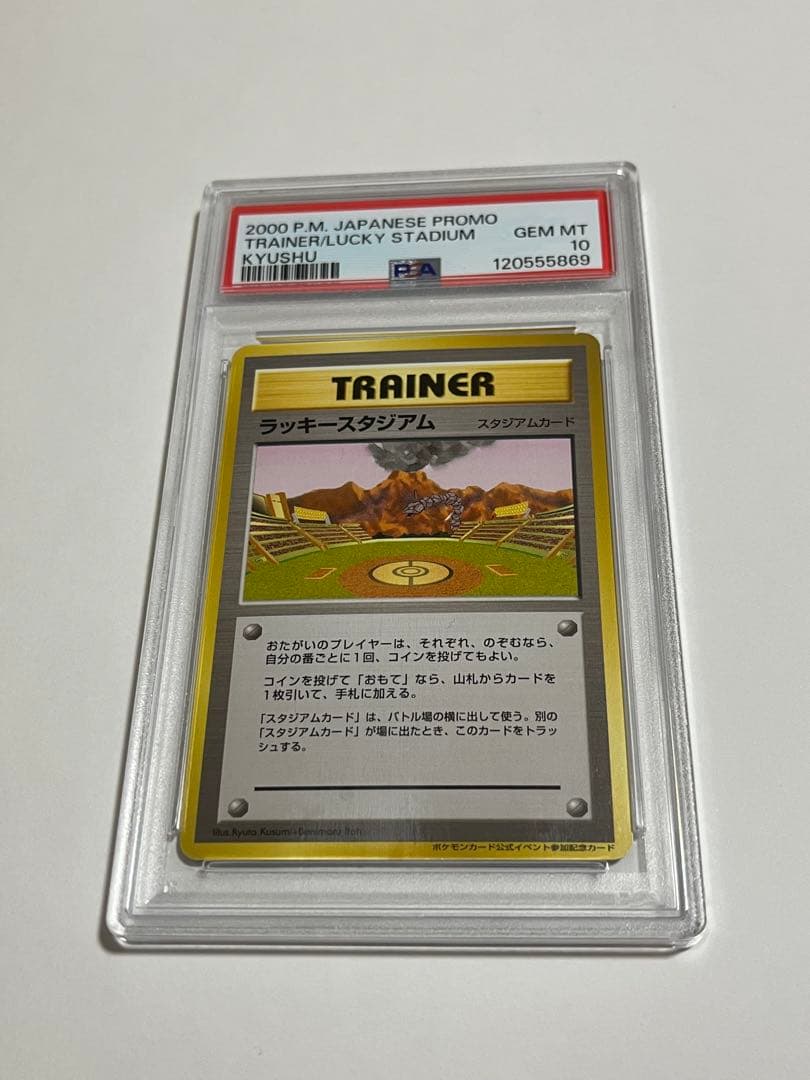 2000 P.M. JAPANESE PROMO
TRAINER/LUCKY STADIUM
KYUSHU
GEM MT
10
120555869
PSA
TRAINER
ラッキースタジアム
スタジアムカード
おたがいのプレイヤーは、それぞれ、のぞむなら、
自分の番ごとに1回、コインを投げてもよい。
コインを投げて「おもて」なら、山札からカードを
1枚引いて、手札に加える。
「スタジアムカード」は、バトル場の横に出して使う。別の
「スタジアムカード」が場に出たとき、このカードをトラッ
シュする。
Illus.Ryuta Kusumi+Benimaru Itoh
ポケモンカード公式イベント参加記念カード